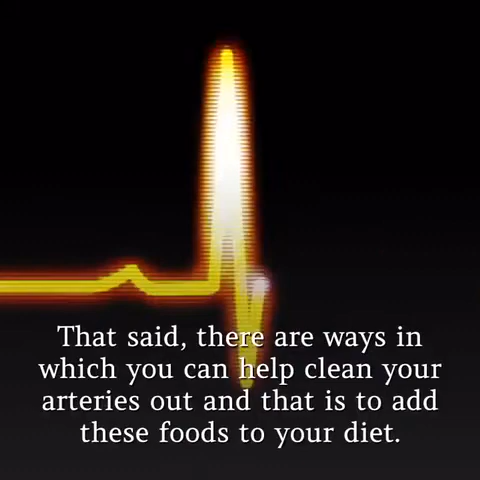 That said, there are ways in
which you can help clean your
arteries out and that is to add
these foods to your diet.